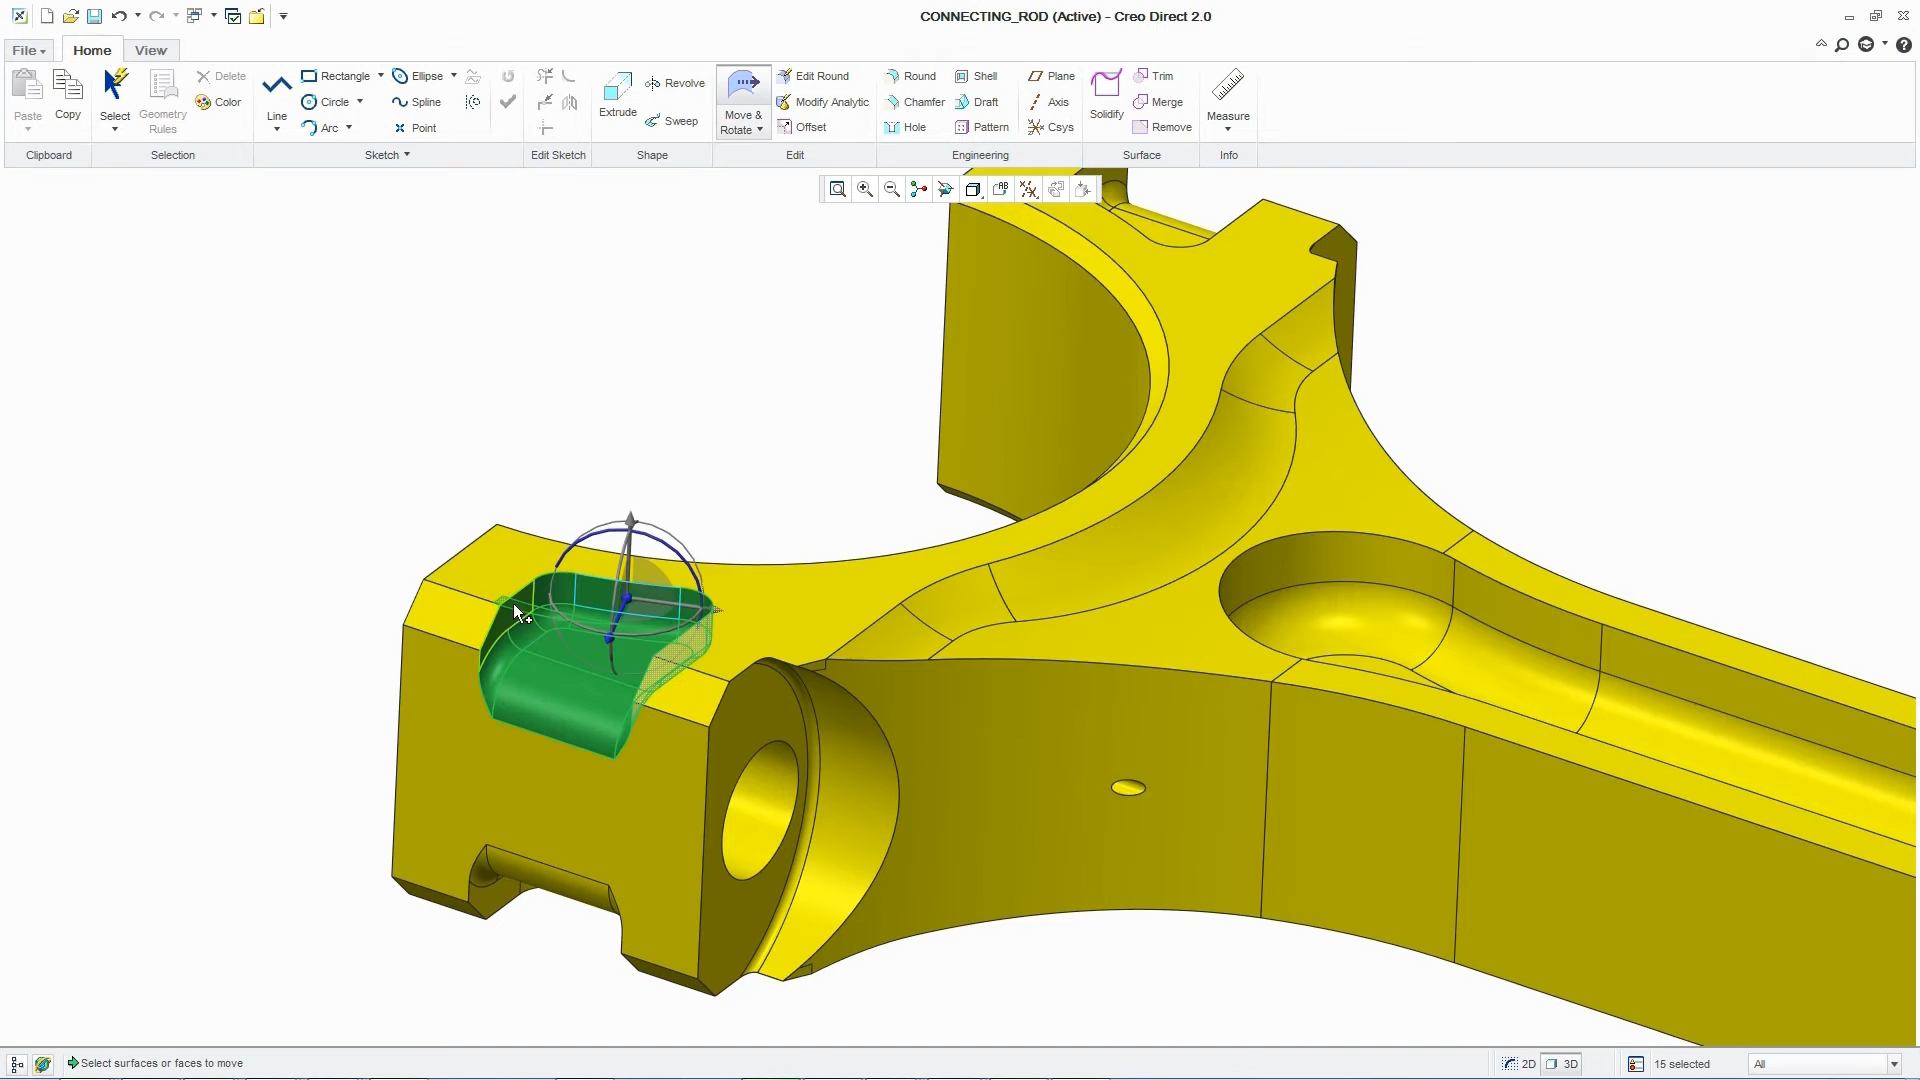 CONNECTING_ROD (Active) - Creo Direct 2.0
File Home View
Paste
Copy
Clipboard
Select
Geometry
Rules
Delete
Color
Selection
Line
Rectangle
Circle
Arc
Ellipse
Spline
Point
Sketch
Edit Sketch
Extrude
Revolve
Sweep
Shape
Move &
Rotate
Edit Round
Modify Analytic
Offset
Edit
Round
Chamfer
Hole
Shell
Draft
Pattern
Plane
Axis
Csys
Engineering
Solidify
Trim
Merge
Remove
Surface
Measure
Info
AB
Select surfaces or faces to move
2D
3D
15 selected
All